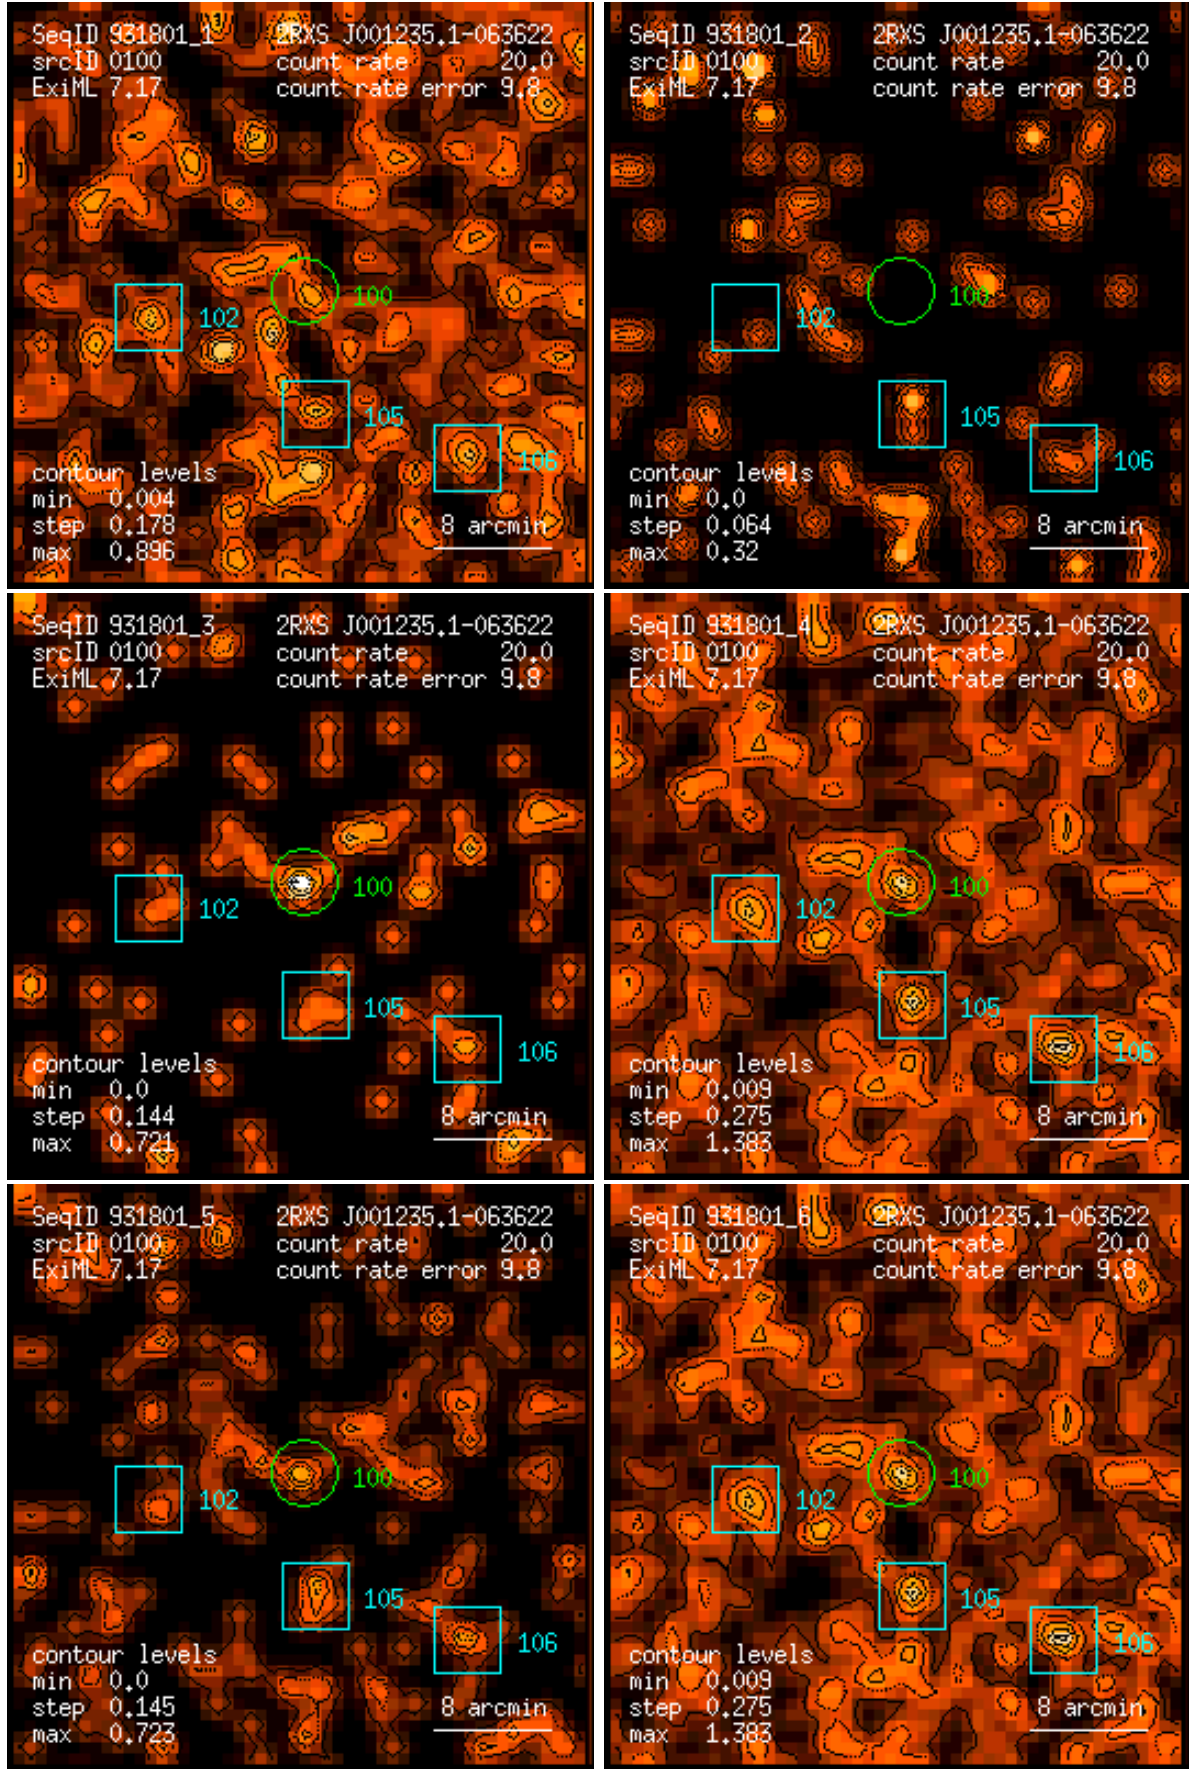 SeqID 931801_1 2RXS J001235.1-063622
srcID 0100 count rate 20.0
ExiML 7.17 count rate error 9.8
100
102
105
106
contour levels
min 0.004
step 0.178
max 0.896
8 arcmin
SeqID 931801_2 2RXS J001235.1-063622
srcID 0100 count rate 20.0
ExiML 7.17 count rate error 9.8
100
102
105
106
contour levels
min 0.0
step 0.064
max 0.32
8 arcmin
SeqID 931801_3 2RXS J001235.1-063622
srcID 0100 count rate 20.0
ExiML 7.17 count rate error 9.8
100
102
105
106
contour levels
min 0.0
step 0.144
max 0.721
8 arcmin
SeqID 931801_4 2RXS J001235.1-063622
srcID 0100 count rate 20.0
ExiML 7.17 count rate error 9.8
100
102
105
106
contour levels
min 0.009
step 0.275
max 1.383
8 arcmin
SeqID 931801_5 2RXS J001235.1-063622
srcID 0100 count rate 20.0
ExiML 7.17 count rate error 9.8
100
102
105
106
contour levels
min 0.0
step 0.145
max 0.723
8 arcmin
SeqID 931801_6 2RXS J001235.1-063622
srcID 0100 count rate 20.0
ExiML 7.17 count rate error 9.8
100
102
105
106
contour levels
min 0.009
step 0.275
max 1.383
8 arcmin